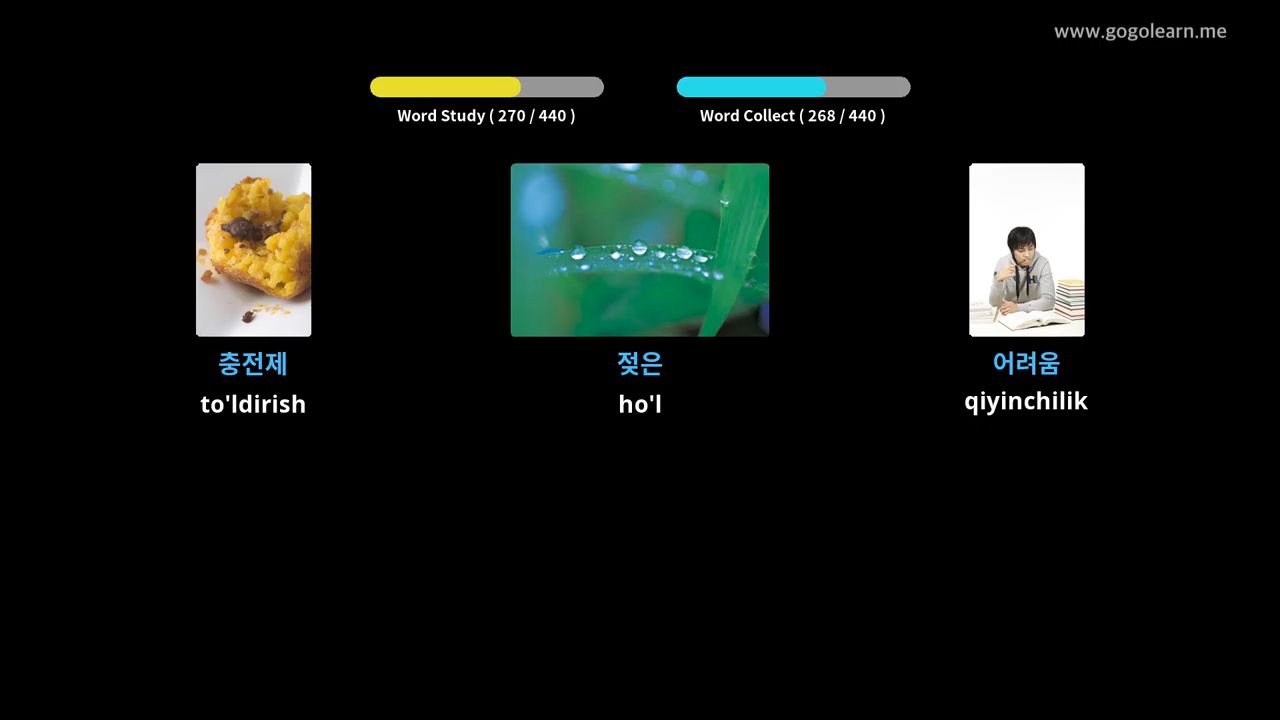 www.gogolearn.me
Word Study ( 270 / 440 )
Word Collect ( 268 / 440 )
충전제
젖은
어려움
to'ldirish
ho'l
qiyinchilik